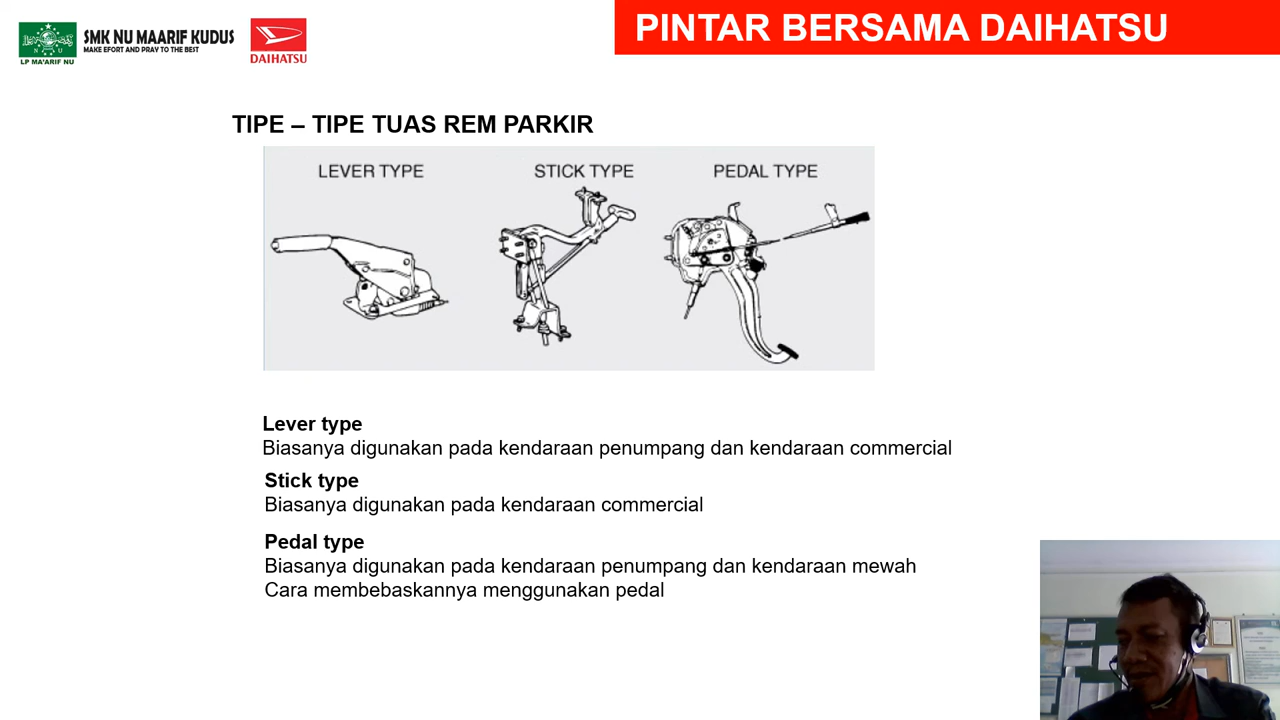 SMK NU MAARIF KUDUS
MAKE EFORT AND PRAY TO THE BEST
N U
LP MA'ARIF NU
DAIHATSU
PINTAR BERSAMA DAIHATSU
TIPE – TIPE TUAS REM PARKIR
LEVER TYPE
STICK TYPE
PEDAL TYPE
Lever type
Biasanya digunakan pada kendaraan penumpang dan kendaraan commercial
Stick type
Biasanya digunakan pada kendaraan commercial
Pedal type
Biasanya digunakan pada kendaraan penumpang dan kendaraan mewah
Cara membebaskannya menggunakan pedal